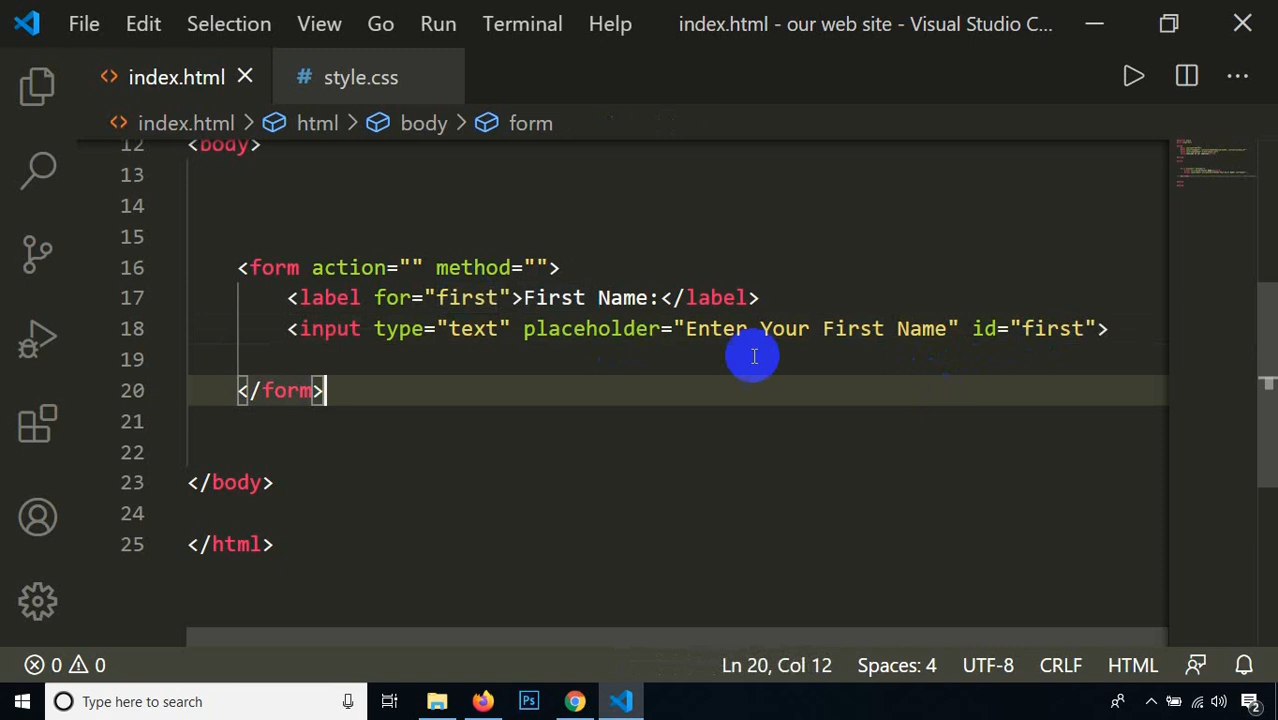 File Edit Selection View Go Run Terminal Help index.html - our web site - Visual Studio C...
index.html # style.css
index.html > html > body > form
12 <body>
13
14
15
16 <form action="" method="">
17 <label for="first">First Name:</label>
18 <input type="text" placeholder="Enter Your First Name" id="first">
19
20 </form>
21
22
23 </body>
24
25 </html>
0 0 Ln 20, Col 12 Spaces: 4 UTF-8 CRLF HTML
Type here to search Ps 2